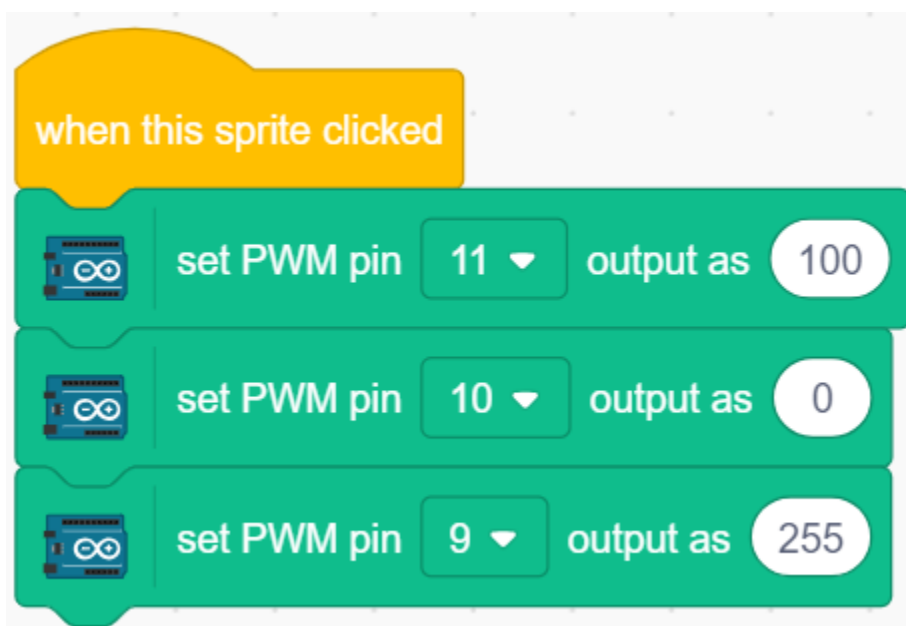 when this sprite clicked
set PWM pin 11 output as 100
set PWM pin 10 output as 0
set PWM pin 9 output as 255